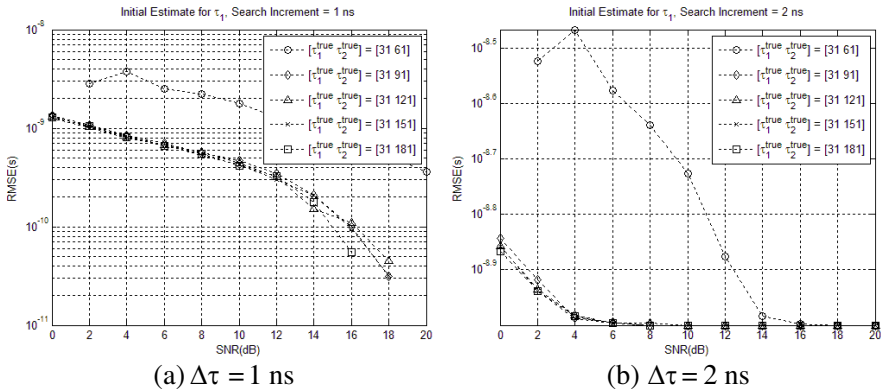 Initial Estimate for τ1, Search Increment = 1 ns
10^-8
10^-9
10^-10
10^-11
RMSE(s)
0 2 4 6 8 10 12 14 16 18 20
SNR(dB)
[τ1^true τ2^true] = [31 61]
[τ1^true τ2^true] = [31 91]
[τ1^true τ2^true] = [31 121]
[τ1^true τ2^true] = [31 151]
[τ1^true τ2^true] = [31 181]
(a) Δτ = 1 ns
Initial Estimate for τ1, Search Increment = 2 ns
10^-8.5
10^-8.6
10^-8.7
10^-8.8
10^-8.9
RMSE(s)
0 2 4 6 8 10 12 14 16 18 20
SNR(dB)
[τ1^true τ2^true] = [31 61]
[τ1^true τ2^true] = [31 91]
[τ1^true τ2^true] = [31 121]
[τ1^true τ2^true] = [31 151]
[τ1^true τ2^true] = [31 181]
(b) Δτ = 2 ns